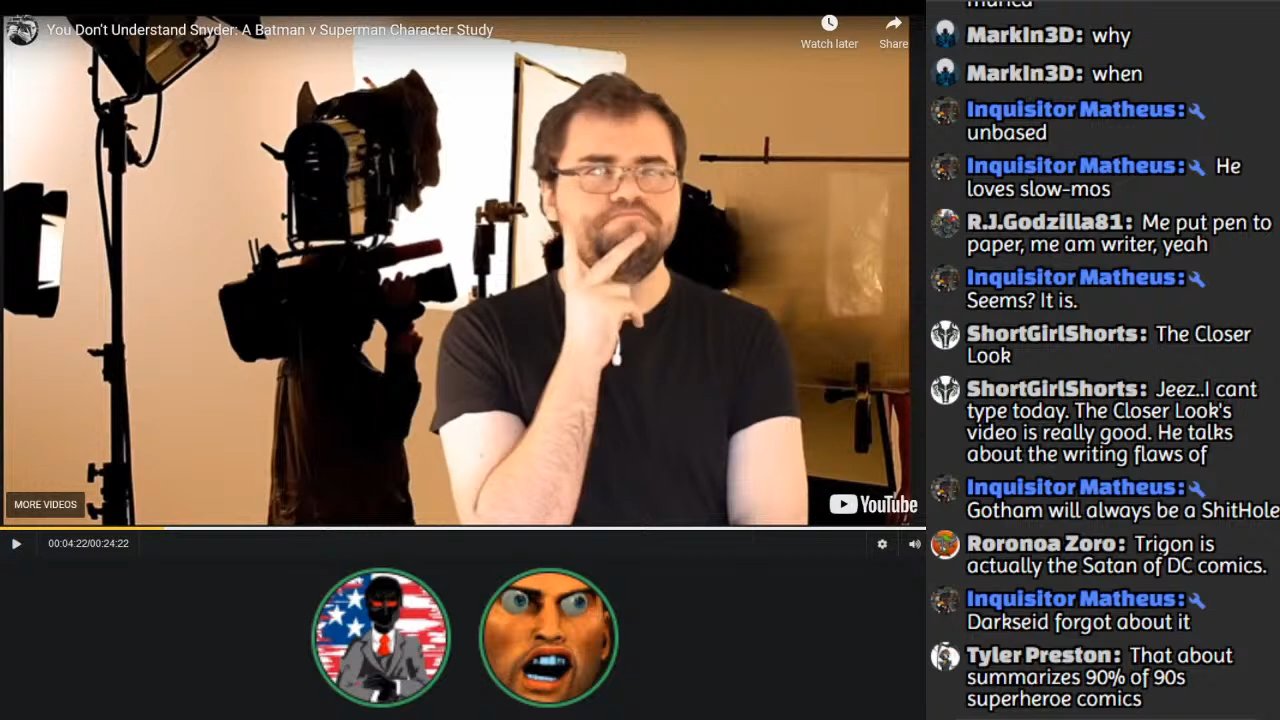 You Don't Understand Snyder: A Batman v Superman Character Study
Watch later
Share
MORE VIDEOS
YouTube
00:04:22/00:24:22
MarkIn3D: why
MarkIn3D: when
Inquisitor Matheus:
unbased
Inquisitor Matheus: He
loves slow-mos
R.J.Godzilla81: Me put pen to
paper, me am writer, yeah
Inquisitor Matheus:
Seems? It is.
ShortGirlShorts: The Closer
Look
ShortGirlShorts: Jeez..I cant
type today. The Closer Look's
video is really good. He talks
about the writing flaws of
Inquisitor Matheus:
Gotham will always be a ShitHole
Roronoa Zoro: Trigon is
actually the Satan of DC comics.
Inquisitor Matheus:
Darkseid forgot about it
Tyler Preston: That about
summarizes 90% of 90s
superheroe comics